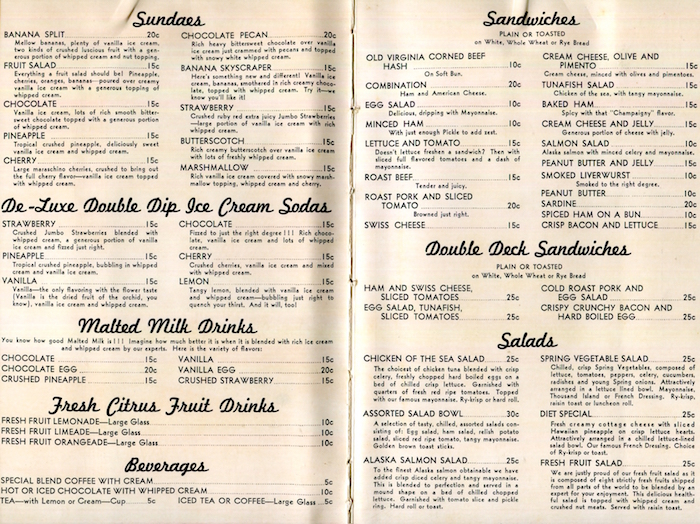 Sundaes
BANANA SPLIT 20c
Mellow bananas, plenty of vanilla ice cream, two kinds of crushed luscious fruit with a generous portion of whipped cream and nut topping.
FRUIT SALAD 15c
Everything a fruit salad should be! Pineapple, cherries, oranges, bananas—poured over creamy vanilla ice cream with a generous topping of whipped cream.
CHOCOLATE 15c
Vanilla ice cream, lots of rich smooth bittersweet chocolate topped with a generous portion of whipped cream.
PINEAPPLE 15c
Tropical crushed pineapple, deliciously sweet vanilla ice cream and whipped cream.
CHERRY 15c
Large maraschino cherries, crushed to bring out the full cherry flavor—vanilla ice cream topped with whipped cream.
CHOCOLATE PECAN 20c
Rich heavy bittersweet chocolate over vanilla ice cream just crammed with pecans and topped with snowy white whipped cream.
BANANA SKYSCRAPER 15c
Here's something new and different! Vanilla ice cream, bananas, smothered in rich creamy chocolate, topped with whipped cream. Try it—we know you'll like it!
STRAWBERRY 15c
Crushed ruby red extra juicy Jumbo Strawberries—large portion of vanilla ice cream with rich whipped cream.
BUTTERSCOTCH 15c
Rich creamy butterscotch over vanilla ice cream with lots of freshly whipped cream.
MARSHMALLOW 15c
Rich vanilla ice cream covered with snowy marshmallow topping, whipped cream and cherry.
De-Luxe Double Dip Ice Cream Sodas
STRAWBERRY 15c
Crushed Jumbo Strawberries blended with whipped cream, a generous portion of vanilla ice cream and fizzed just right.
PINEAPPLE 15c
Tropical crushed pineapple, bubbling in whipped cream and vanilla ice cream.
VANILLA 15c
Vanilla—the only flavoring with the flower taste (Vanilla is the dried fruit of the orchid, you know), vanilla ice cream and whipped cream.
CHOCOLATE 15c
Fizzed to just the right degree!!! Rich chocolate, vanilla ice cream and lots of whipped cream.
CHERRY 15c
Crushed cherries, vanilla ice cream and mixed with whipped cream.
LEMON 15c
Tangy lemon, blended with vanilla ice cream and whipped cream—bubbling just right to quench your thirst. And it will, too!
Malted Milk Drinks
You know how good Malted Milk is!!! Imagine how much better it is when it is blended with rich ice cream and whipped cream by our experts. Here is the variety of flavors:
CHOCOLATE 15c
CHOCOLATE EGG 20c
CRUSHED PINEAPPLE 15c
VANILLA 15c
VANILLA EGG 20c
CRUSHED STRAWBERRY 15c
Fresh Citrus Fruit Drinks
FRESH FRUIT LEMONADE—Large Glass 10c
FRESH FRUIT LIMEADE—Large Glass 10c
FRESH FRUIT ORANGEADE—Large Glass 10c
Beverages
SPECIAL BLEND COFFEE WITH CREAM 5c
HOT OR ICED CHOCOLATE WITH WHIPPED CREAM 10c
TEA—with Lemon or Cream—Cup 5c ICED TEA OR COFFEE—Large Glass 5c
Sandwiches
PLAIN OR TOASTED
on White, Whole Wheat or Rye Bread
OLD VIRGINIA CORNED BEEF
HASH 10c
On Soft Bun.
COMBINATION 20c
Ham and American Cheese.
EGG SALAD 10c
Delicious, dripping with Mayonnaise.
MINCED HAM 10c
With just enough Pickle to add zest.
LETTUCE AND TOMATO 15c
Doesn't lettuce freshen a sandwich? Then with sliced full flavored tomatoes and a dash of mayonnaise.
ROAST BEEF 15c
Tender and juicy.
ROAST PORK AND SLICED
TOMATO 20c
Browned just right.
SWISS CHEESE 15c
CREAM CHEESE, OLIVE AND
PIMENTO 15c
Cream cheese, minced with olives and pimentoes.
TUNAFISH SALAD 15c
Chicken of the sea, with tangy mayonnaise.
BAKED HAM 15c
Spicy with that "Champaigny" flavor.
CREAM CHEESE AND JELLY 15c
Generous portion of cheese with jelly.
SALMON SALAD 10c
Alaska salmon with minced celery and mayonnaise.
PEANUT BUTTER AND JELLY 15c
SMOKED LIVERWURST 10c
Smoked to the right degree.
PEANUT BUTTER 10c
SARDINE 20c
SPICED HAM ON A BUN 10c
CRISP BACON AND LETTUCE 15c
Double Deck Sandwiches
PLAIN OR TOASTED
on White, Whole Wheat or Rye Bread
HAM AND SWISS CHEESE,
SLICED TOMATOES 25c
EGG SALAD, TUNAFISH,
SLICED TOMATOES 25c
COLD ROAST PORK AND
EGG SALAD 25c
CRISPY CRUNCHY BACON AND
HARD BOILED EGG 25c
Salads
CHICKEN OF THE SEA SALAD 25c
The choicest of chicken tuna blended with crisp celery, freshly chopped hard boiled eggs on a bed of chilled crisp lettuce. Garnished with quarters of fresh red ripe tomatoes. Topped with our famous mayonnaise. Ry-krisp or hard roll.
ASSORTED SALAD BOWL 30c
A selection of tasty, chilled, assorted salads consisting of: Egg salad, ham salad, relish potato salad, sliced red ripe tomato, tangy mayonnaise. Golden brown toast sticks.
ALASKA SALMON SALAD 25c
To the finest Alaska salmon obtainable we have added crisp diced celery and tangy mayonnaise. This is blended to perfection and served in a mound shape on a bed of chilled chopped lettuce. Garnished with tomato slice and pickle ring. Hard roll or toast.
SPRING VEGETABLE SALAD 25c
Chilled, crisp Spring Vegetables, composed of lettuce, tomatoes, peppers, celery, cucumbers, radishes and young Spring onions. Attractively arranged in a lettuce lined bowl. Mayonnaise, Thousand Island or French Dressing. Ry-krisp, raisin toast or luncheon roll.
DIET SPECIAL 25c
Fresh creamy cottage cheese with sliced Hawaiian pineapple on crisp lettuce hearts. Attractively arranged in a chilled lettuce-lined salad bowl. Our famous French Dressing. Choice of Ry-krisp or toast.
FRESH FRUIT SALAD 25c
We are justly proud of our fresh fruit salad as it is composed of eight strictly fresh fruits shipped from all parts of the world to be blended by an expert for your enjoyment. This delicious healthful salad is topped with whipped cream and crushed nut meats. Served with raisin toast.